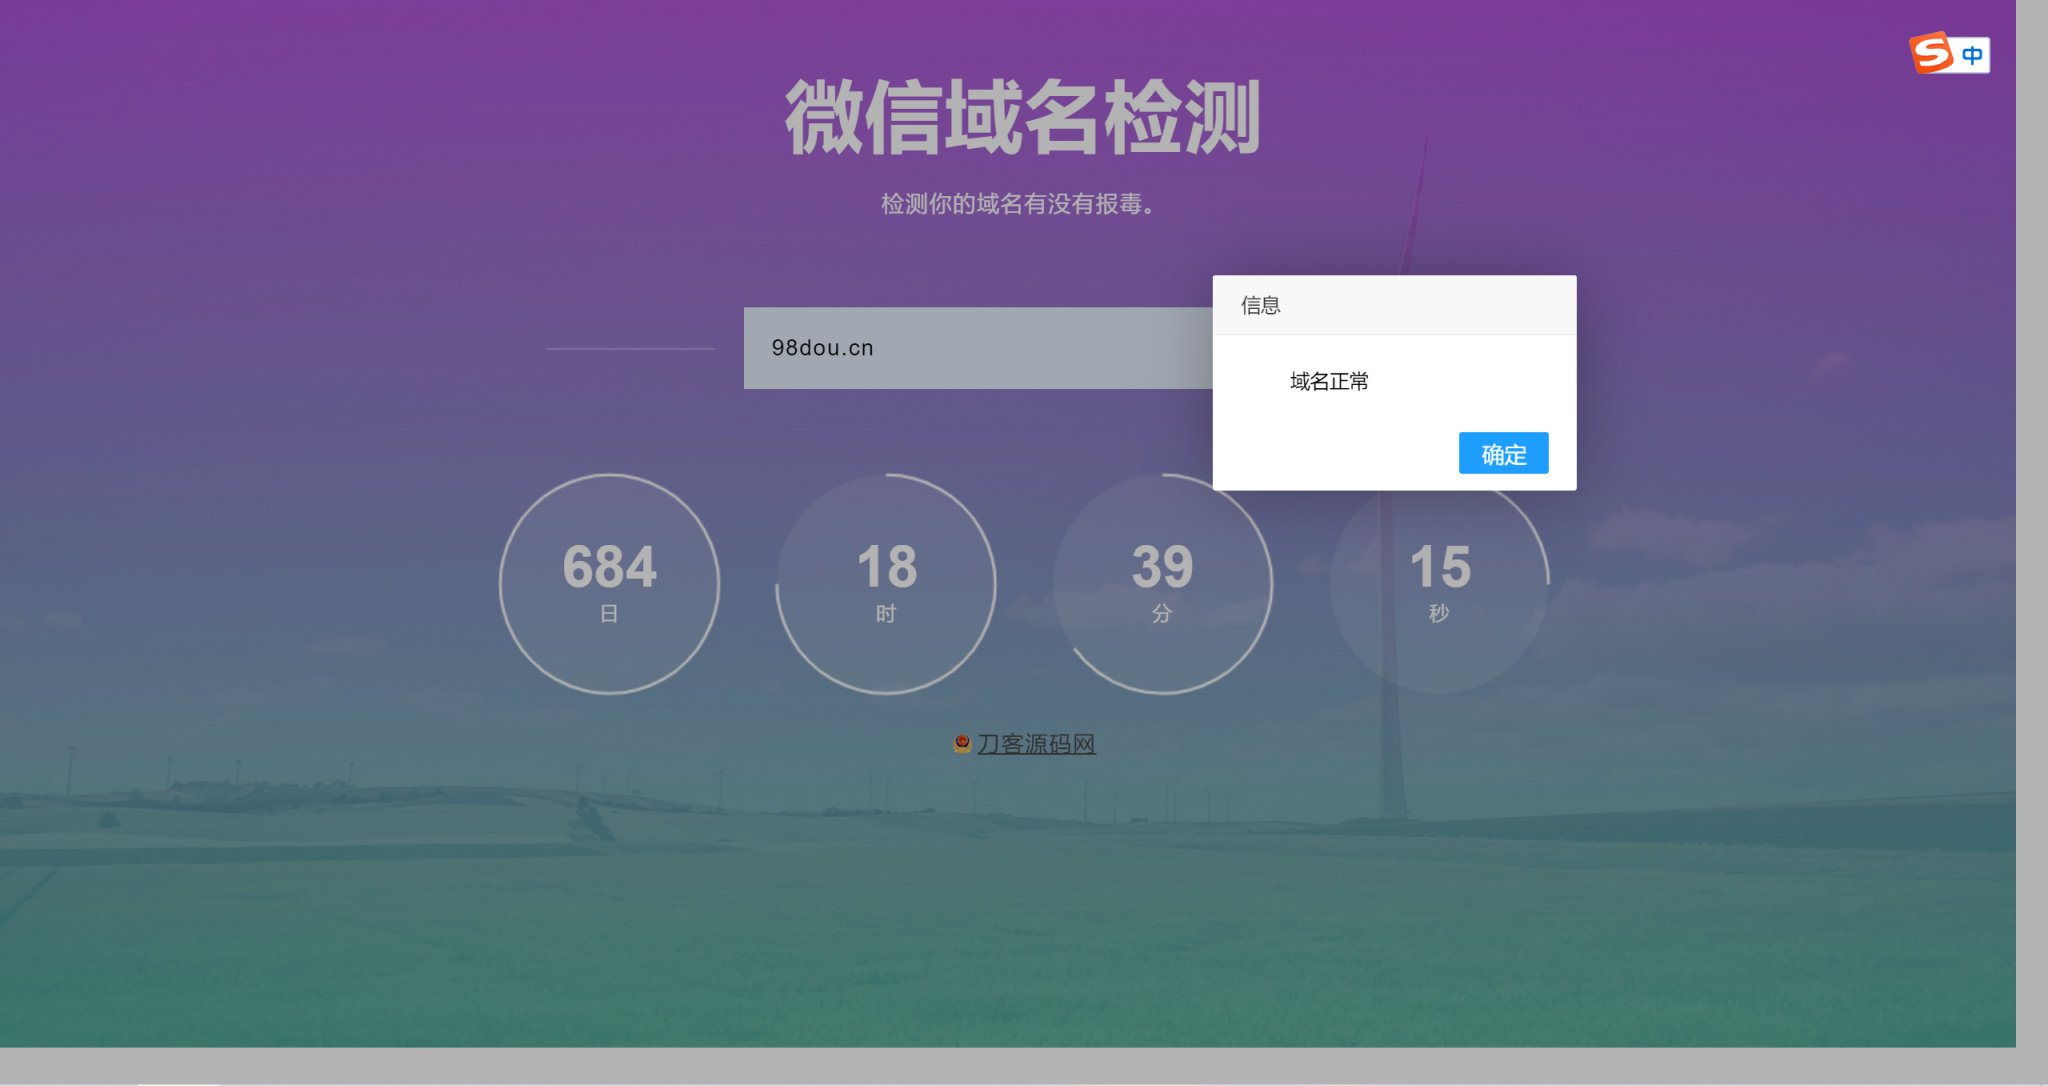 中
微信域名检测
检测你的域名有没有报毒。
98dou.cn
信息
域名正常
确定
684
日
18
时
39
分
15
秒
刀客源码网